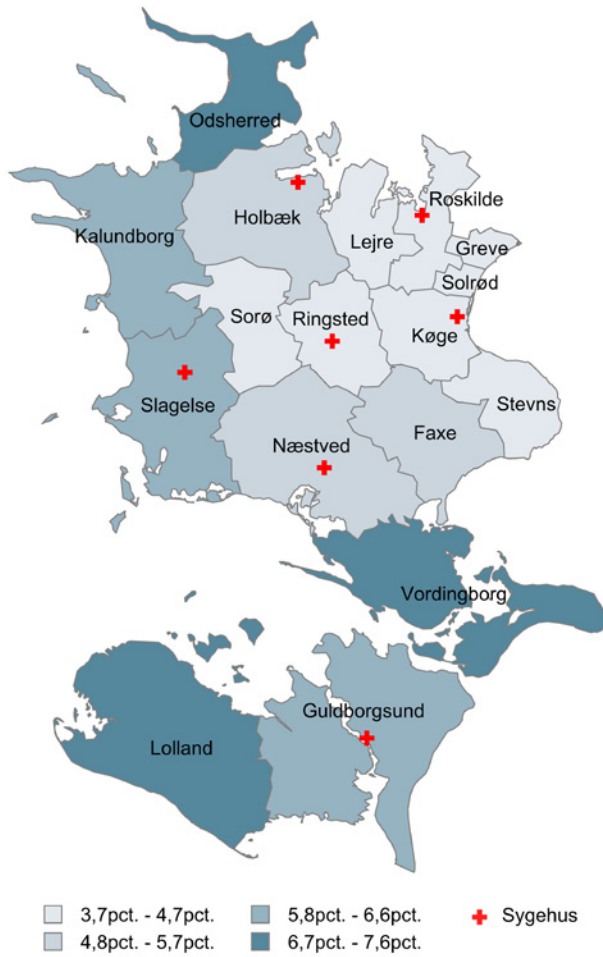 Odsherred
Roskilde
Holbæk
Kalundborg
Lejre
Greve
Solrød
Sorø
Ringsted
Køge
Slagelse
Stevns
Næstved
Faxe
Vordingborg
Guldborgsund
Lolland
3,7pct. - 4,7pct.
5,8pct. - 6,6pct.
Sygehus
4,8pct. - 5,7pct.
6,7pct. - 7,6pct.